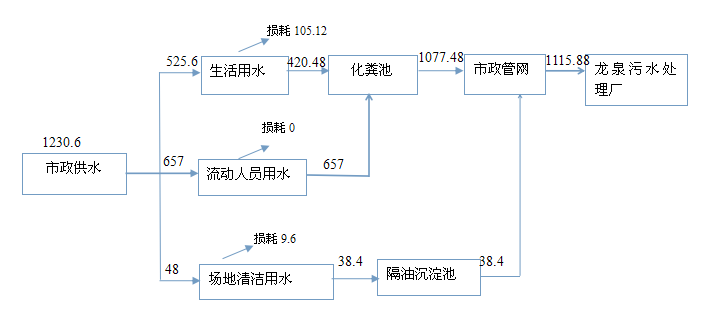 损耗 105.12
525.6
生活用水
420.48
化粪池
1077.48
市政管网
1115.88
龙泉污水处
理厂
1230.6
市政供水
损耗 0
657
流动人员用水
657
损耗 9.6
48
场地清洁用水
38.4
隔油沉淀池
38.4